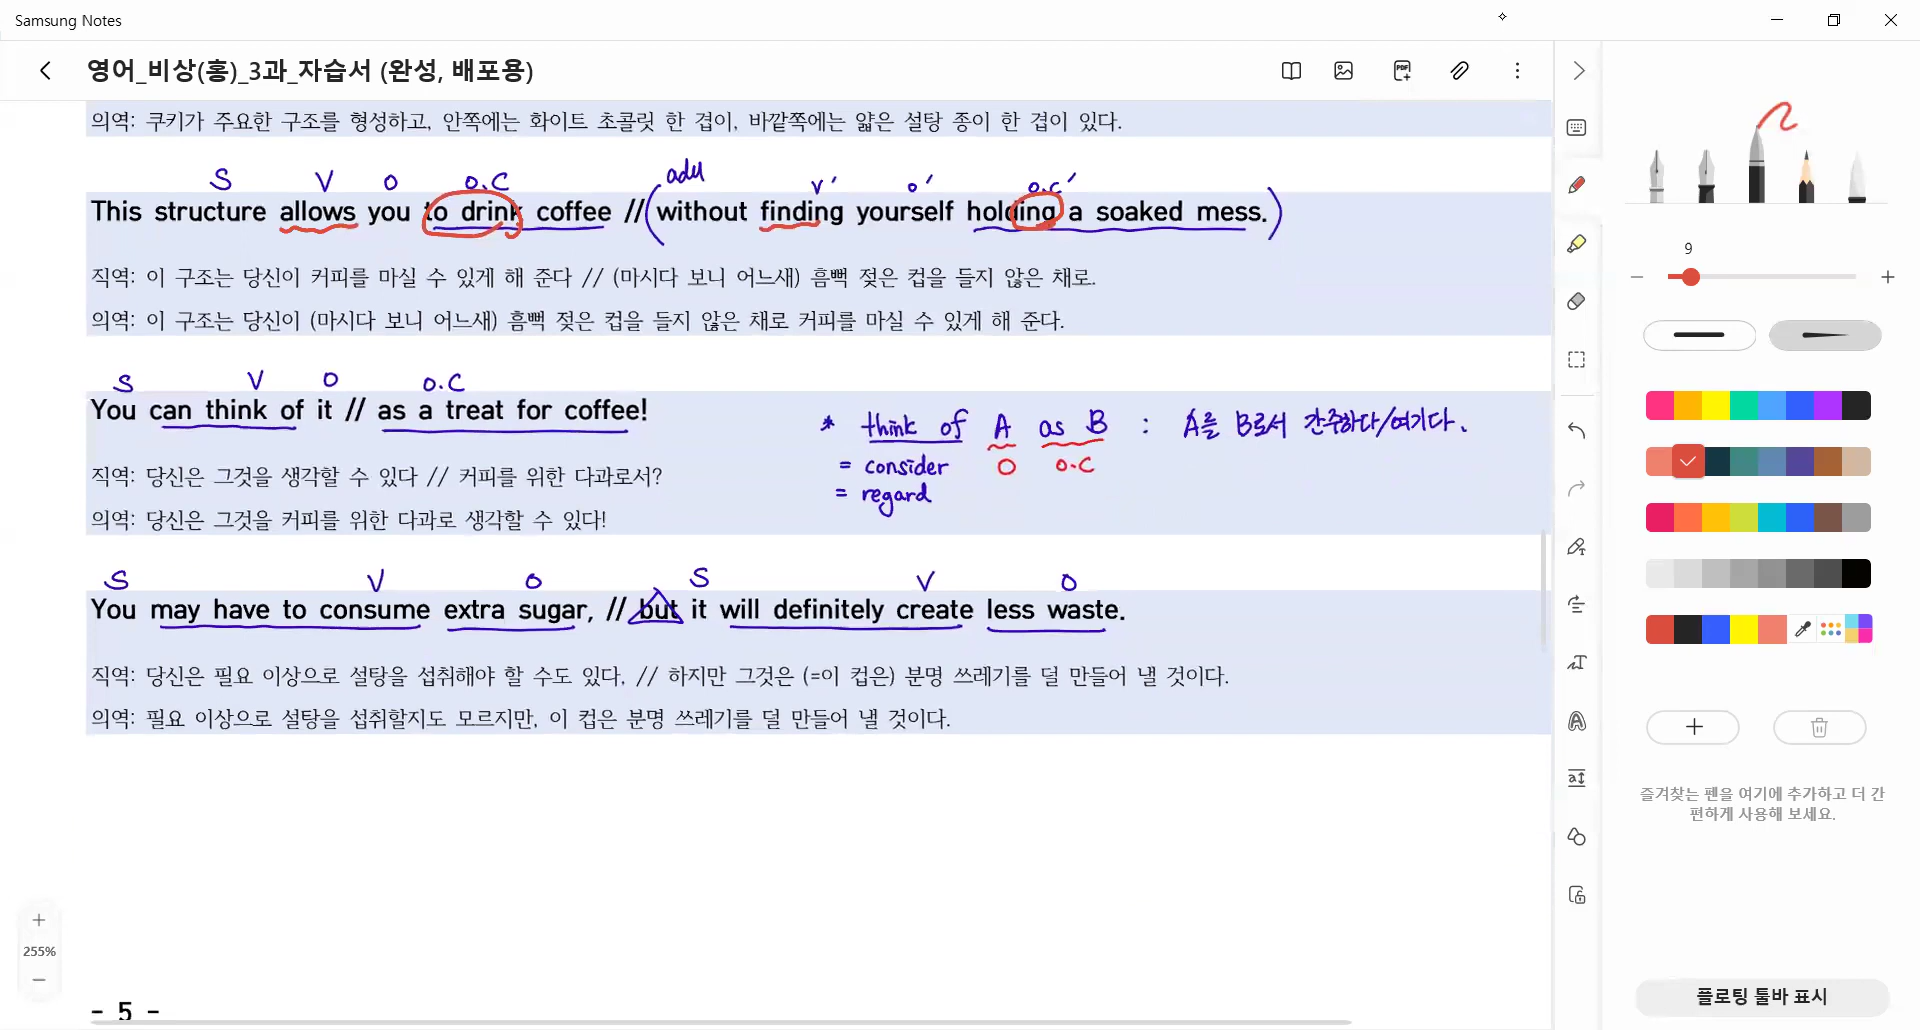 Samsung Notes
영어_비상(홍)_3과_자습서 (완성, 배포용)
의역: 쿠키가 주요한 구조를 형성하고, 안쪽에는 화이트 초콜릿 한 겹이, 바깥쪽에는 얇은 설탕 종이 한 겹이 있다.
S V O O.C V' O' O.C'
This structure allows you to drink coffee // (without finding yourself holding a soaked mess.)
직역: 이 구조는 당신이 커피를 마실 수 있게 해 준다 // (마시다 보니 어느새) 흠뻑 젖은 컵을 들지 않은 채로.
의역: 이 구조는 당신이 (마시다 보니 어느새) 흠뻑 젖은 컵을 들지 않은 채로 커피를 마실 수 있게 해 준다.
S V O O.C
You can think of it // as a treat for coffee!
* think of A as B : A를 B로서 간주하다/여기다.
= consider O O.C
= regard
직역: 당신은 그것을 생각할 수 있다 // 커피를 위한 다과로서?
의역: 당신은 그것을 커피를 위한 다과로 생각할 수 있다!
S V O S V O
You may have to consume extra sugar, // but it will definitely create less waste.
직역: 당신은 필요 이상으로 설탕을 섭취해야 할 수도 있다, // 하지만 그것은 (=이 컵은) 분명 쓰레기를 덜 만들어 낼 것이다.
의역: 필요 이상으로 설탕을 섭취할지도 모르지만, 이 컵은 분명 쓰레기를 덜 만들어 낼 것이다.
- 5 -
255%
9
즐겨찾는 펜을 여기에 추가하고 더 간
편하게 사용해 보세요.
플로팅 툴바 표시